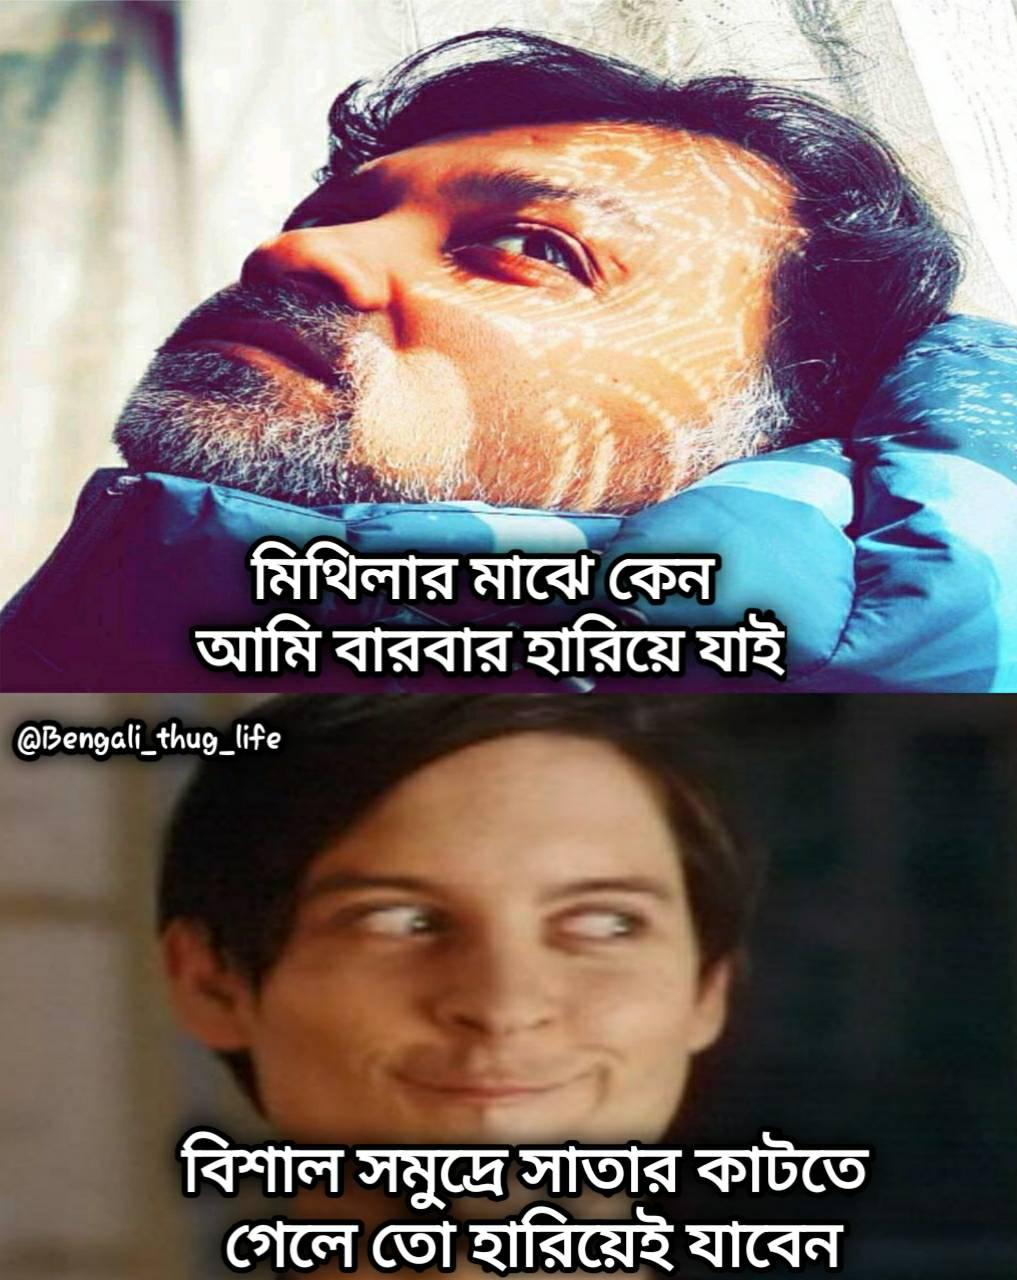 মিথিলার মাঝে কেন
আমি বারবার হারিয়ে যাই
@Bengali_thug_life
বিশাল সমুদ্রে সাতার কাটতে
গেলে তো হারিয়েই যাবেন